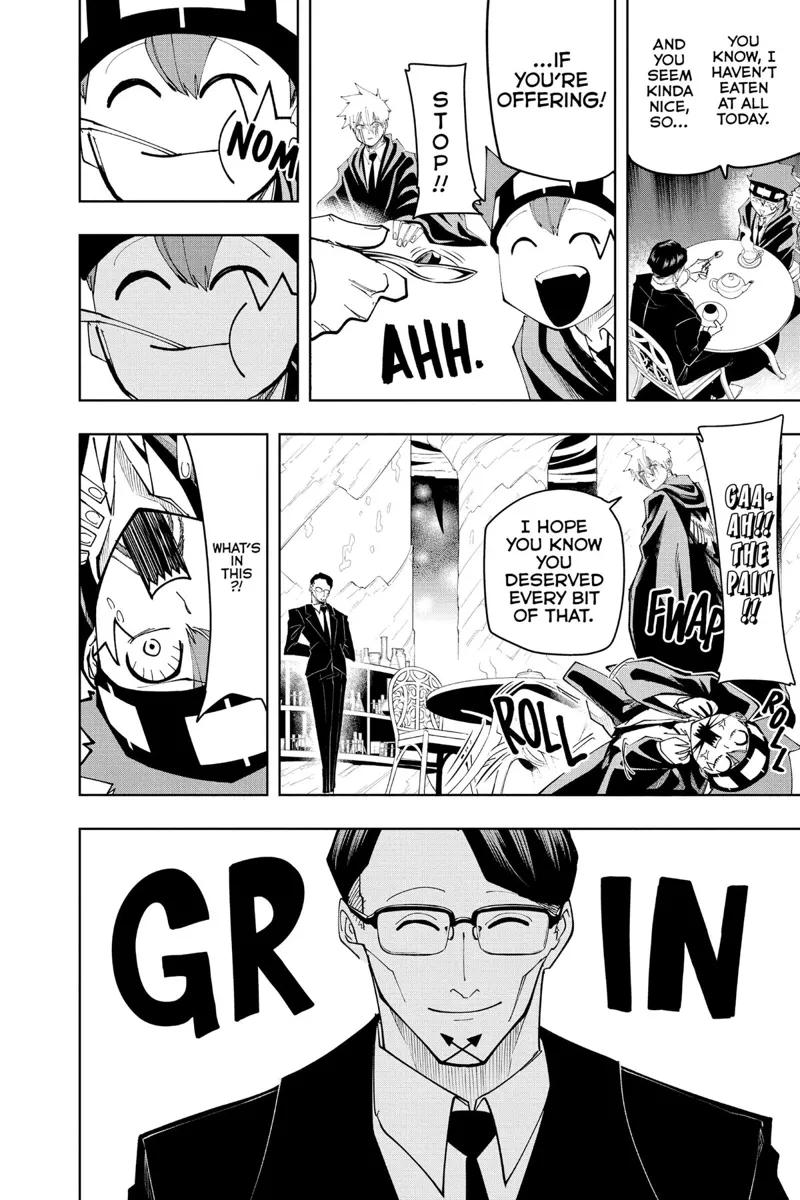 YOU
KNOW, I
HAVEN'T
EATEN
AT ALL
TODAY.
AND
YOU
SEEM
KINDA
NICE,
SO...
...IF
YOU'RE
OFFERING!
STOP!!
AHH.
NOM
GAA-
AH!!
THE
PAIN
!!
FWAP
ROLL
ROLL
I HOPE
YOU KNOW
YOU
DESERVED
EVERY BIT
OF THAT.
WHAT'S
IN
THIS
?!
GRIN